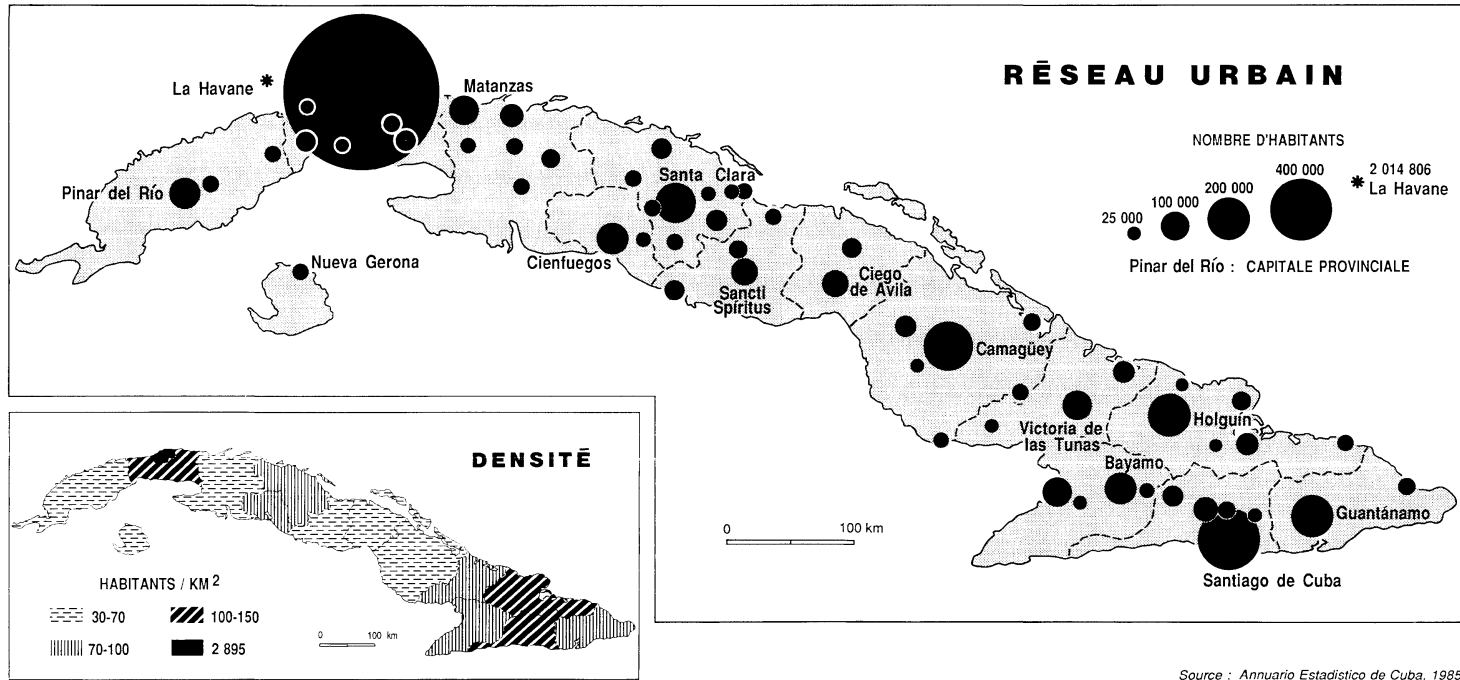 RĒSEAU URBAIN
La Havane *
Matanzas
NOMBRE D'HABITANTS
400 000
200 000
100 000
25 000
* 2 014 806
La Havane
Pinar del Río : CAPITALE PROVINCIALE
Pinar del Río
Santa Clara
Nueva Gerona
Cienfuegos
Sancti
Spíritus
Ciego
de Avila
Camagüey
Victoria de
las Tunas
Holguín
Bayamo
Guantánamo
Santiago de Cuba
0 100 km
DENSITĒ
HABITANTS / KM 2
30-70
100-150
70-100
2 895
0 100 km
Source : Annuario Estadistico de Cuba, 1985